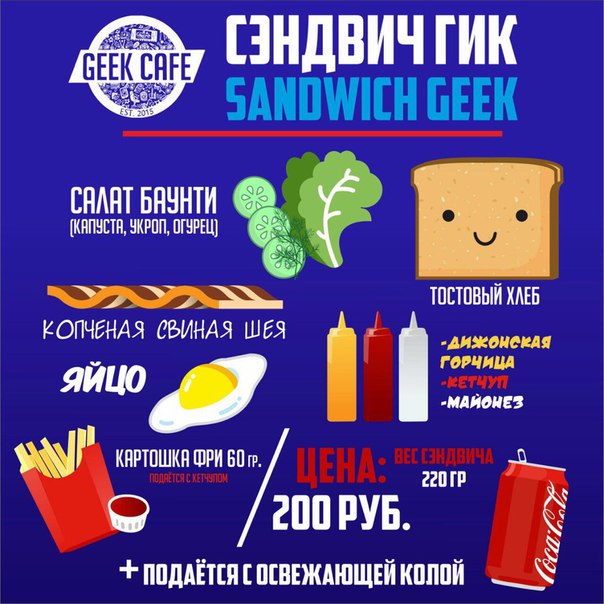 GEEK CAFE
EST. 2015
СЭНДВИЧ ГИК
SANDWICH GEEK
САЛАТ БАУНТИ
(КАПУСТА, УКРОП, ОГУРЕЦ)
ТОСТОВЫЙ ХЛЕБ
КОПЧЕНАЯ СВИНАЯ ШЕЯ
ЯЙЦО
-ДИЖОНСКАЯ
ГОРЧИЦА
-КЕТЧУП
-МАЙОНЕЗ
КАРТОШКА ФРИ 60 ГР.
ПОДАЁТСЯ С КЕТЧУПОМ
ЦЕНА:
200 РУБ.
ВЕС СЭНДВИЧА
220 ГР
Coca-Cola
+ ПОДАЁТСЯ С ОСВЕЖАЮЩЕЙ КОЛОЙ